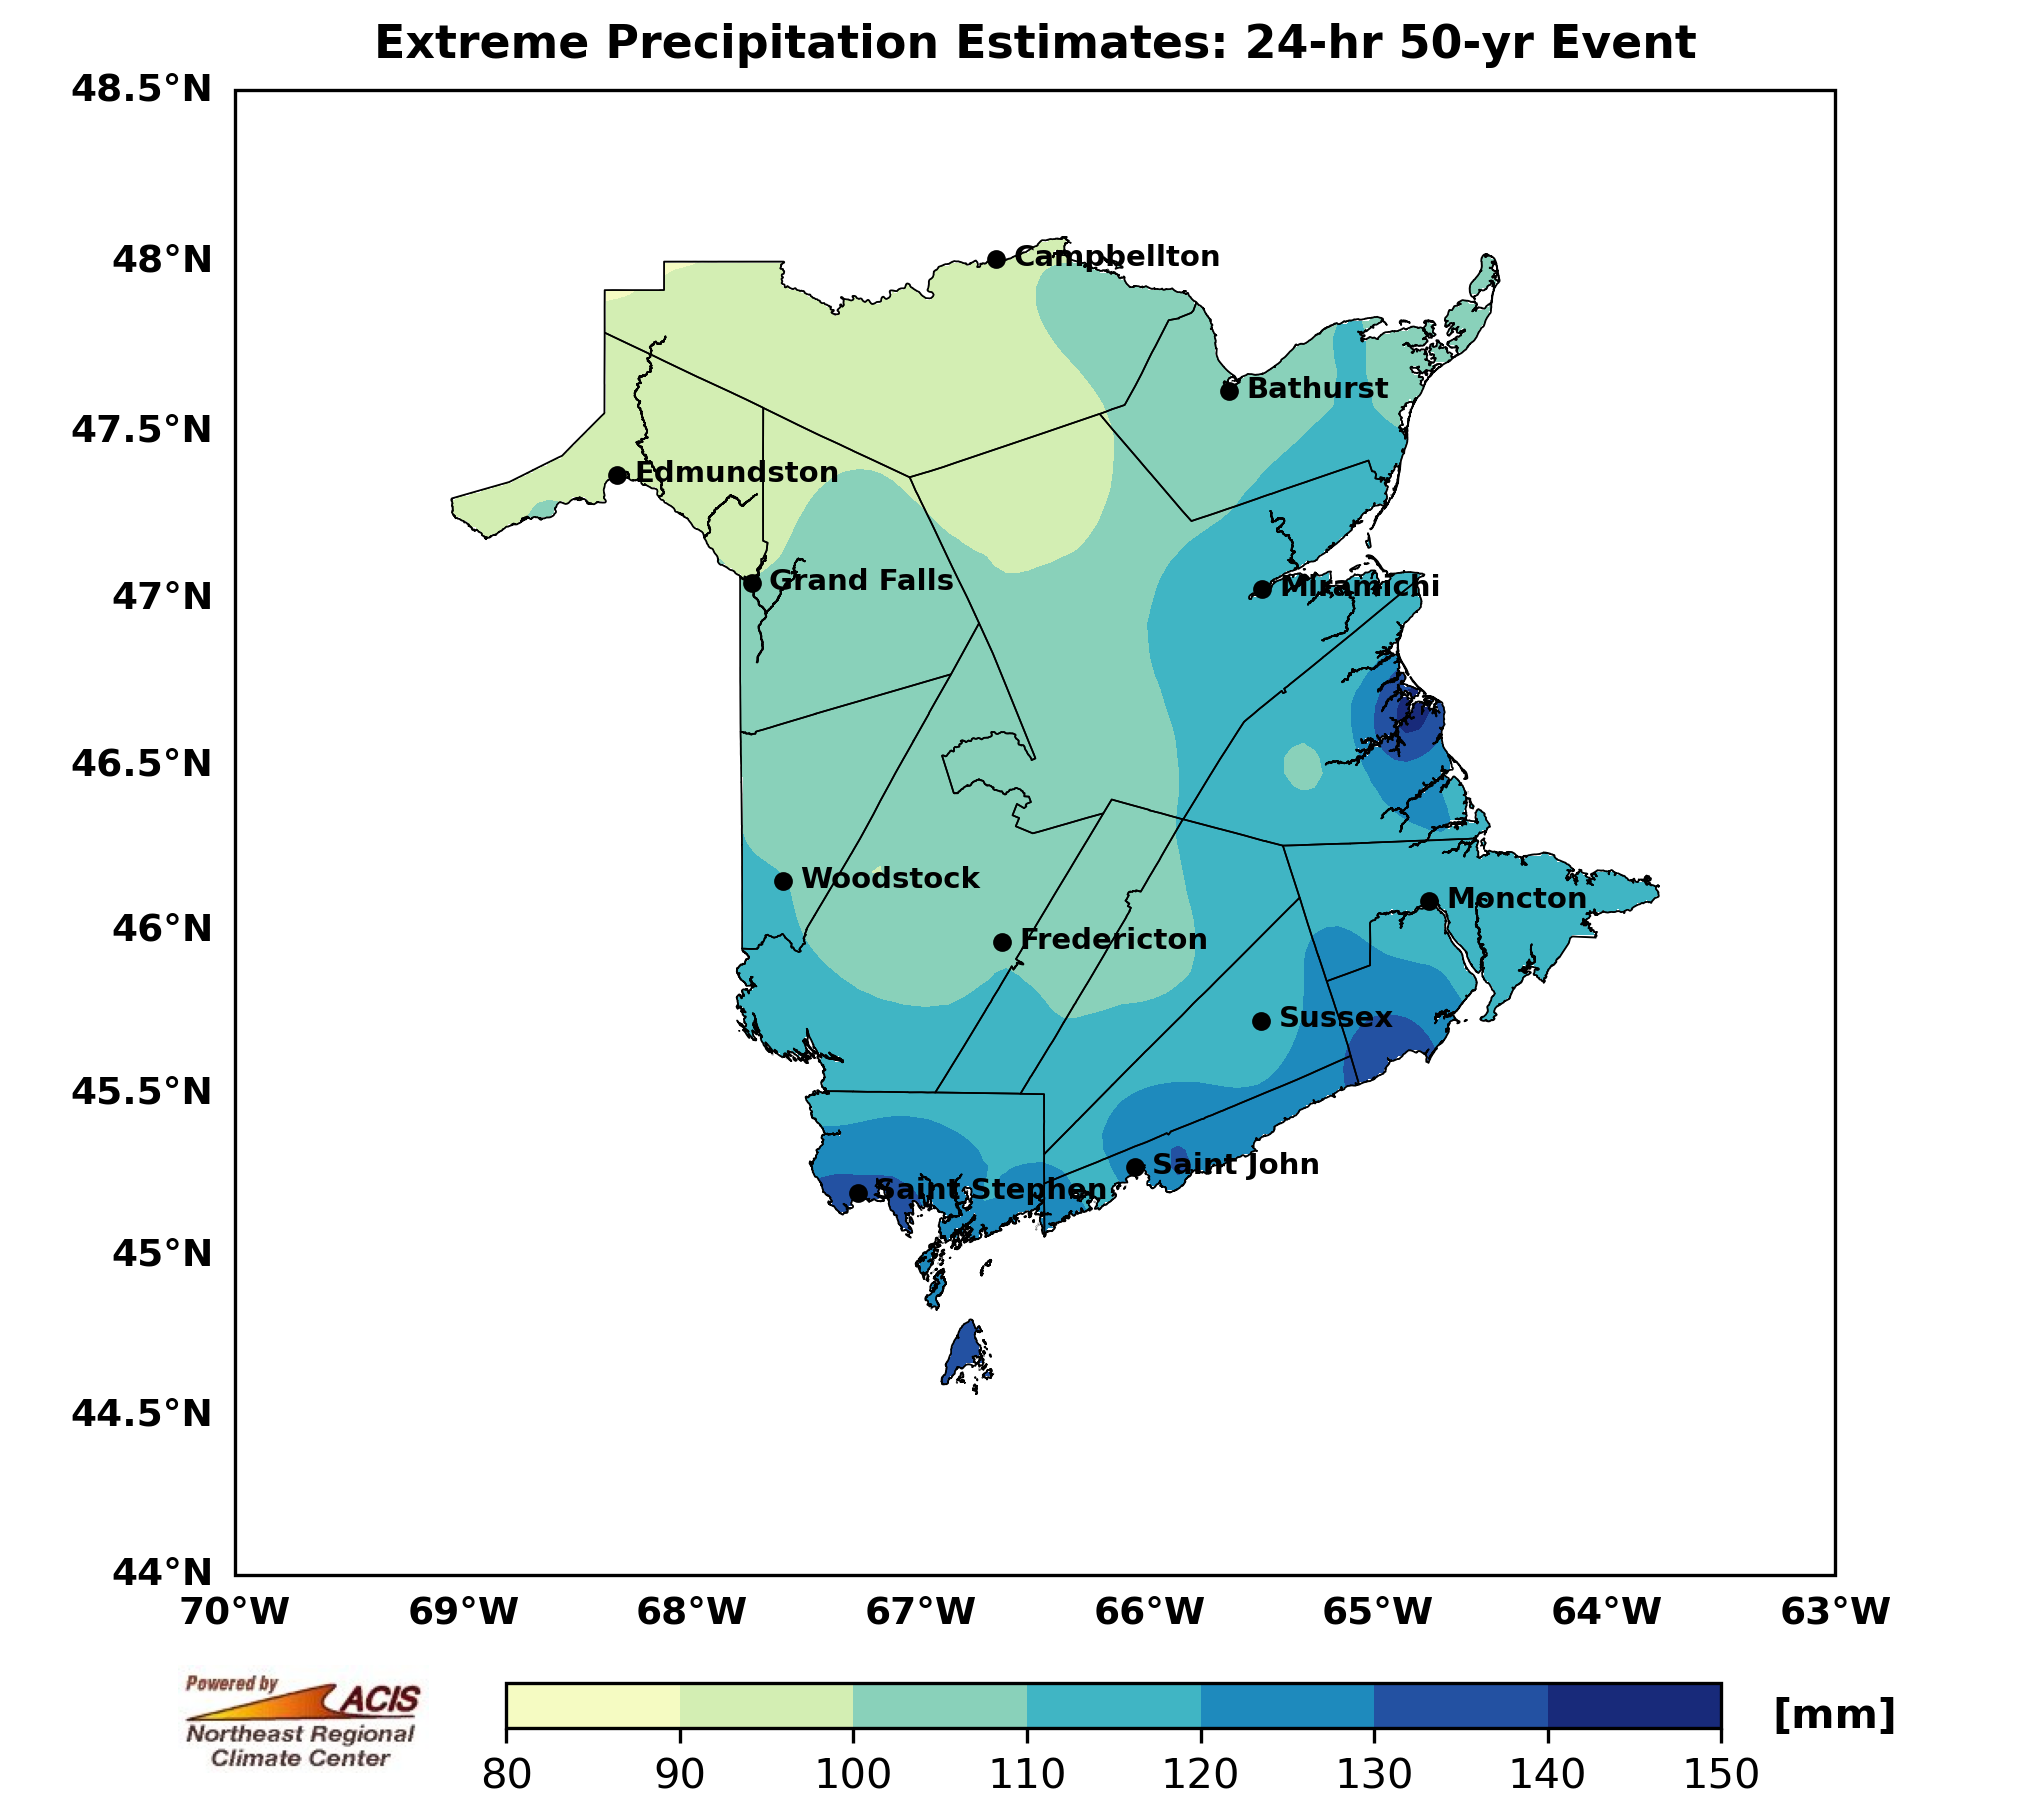 Extreme Precipitation Estimates: 24-hr 50-yr Event
48.5°N
48°N
47.5°N
47°N
46.5°N
46°N
45.5°N
45°N
44.5°N
44°N
Campbellton
Bathurst
Edmundston
Grand Falls
Miramichi
Woodstock
Moncton
Fredericton
Sussex
Saint John
Saint Stephen
70°W
69°W
68°W
67°W
66°W
65°W
64°W
63°W
Powered by
ACIS
Northeast Regional
Climate Center
[mm]
80
90
100
110
120
130
140
150